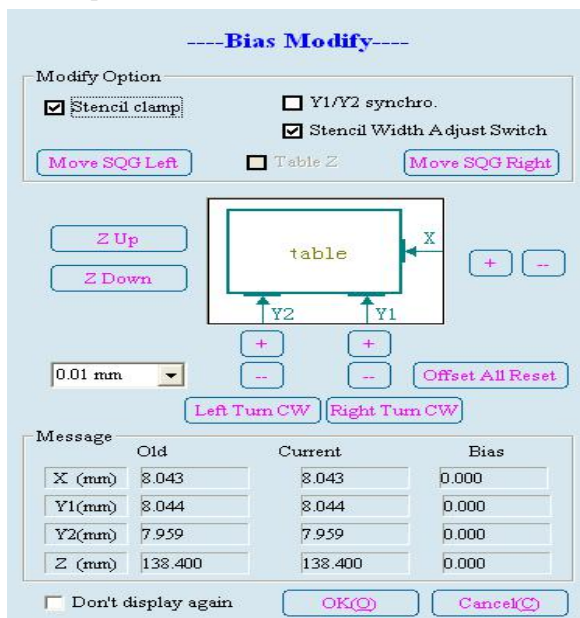 ----Bias Modify----
Modify Option
Stencil clamp
Y1/Y2 synchro.
Stencil Width Adjust Switch
Move SQG Left
Table Z
Move SQG Right
Z Up
Z Down
table
X
+ --
Y2 Y1
+ +
0.01 mm
-- --
Offset All Reset
Left Turn CW Right Turn CW
Message
Old Current Bias
X (mm) 8.043 8.043 0.000
Y1(mm) 8.044 8.044 0.000
Y2(mm) 7.959 7.959 0.000
Z (mm) 138.400 138.400 0.000
Don't display again OK(O) Cancel(C)